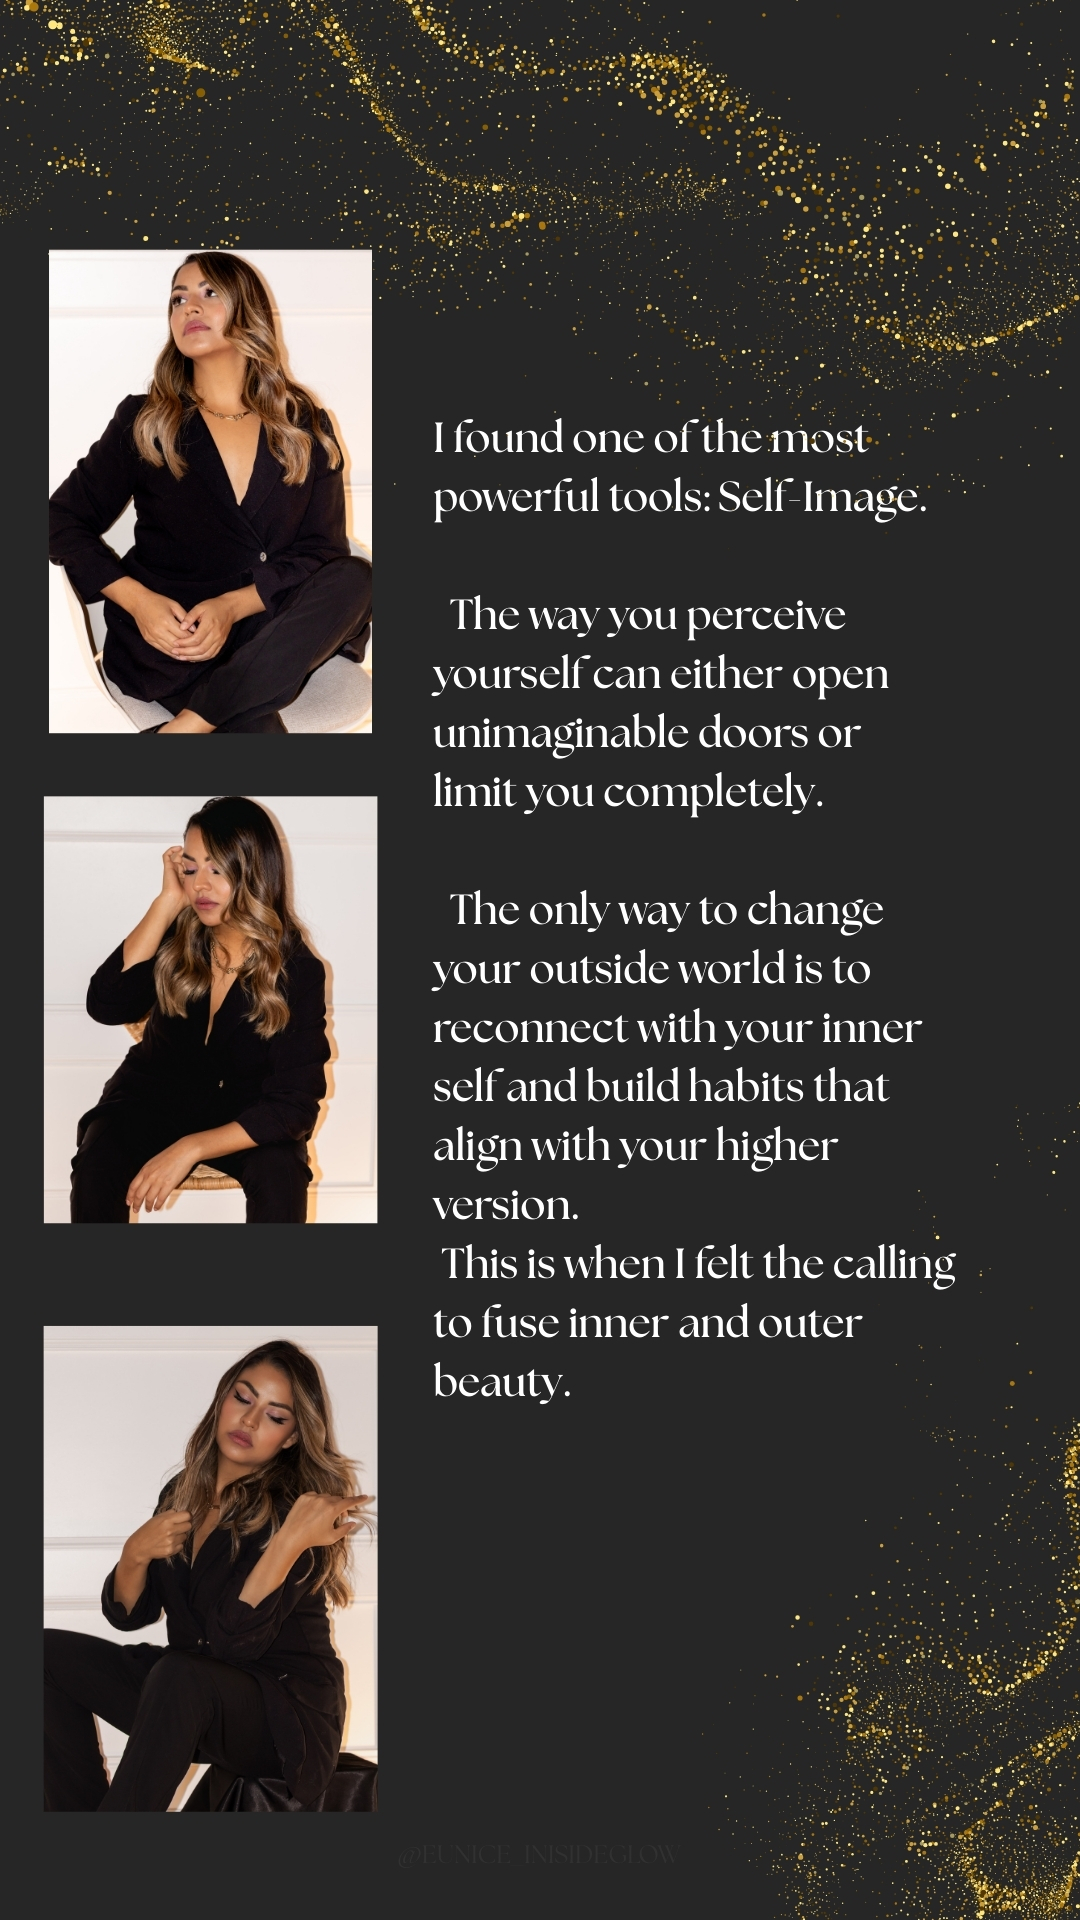 I found one of the most
powerful tools: Self-Image.
The way you perceive
yourself can either open
unimaginable doors or
limit you completely.
The only way to change
your outside world is to
reconnect with your inner
self and build habits that
align with your higher
version.
This is when I felt the calling
to fuse inner and outer
beauty.
@EUNICE_INISIDEGLOW